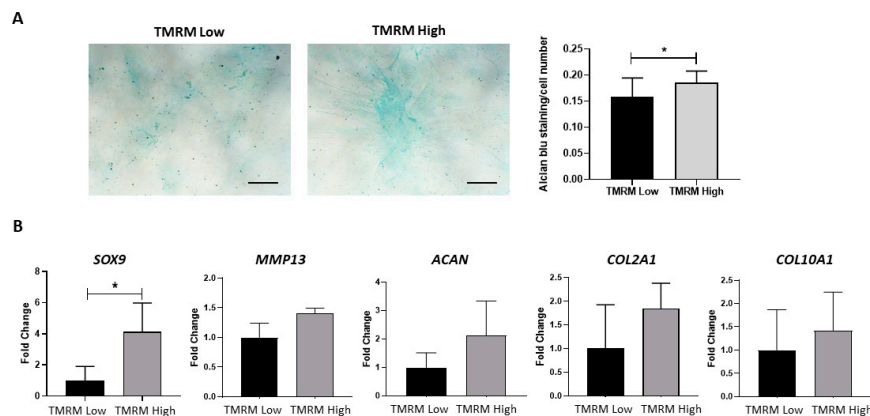 A
TMRM Low
TMRM High
Alcian blu staining/cell number
0.25
0.20
0.15
0.10
0.05
0.00
*
TMRM Low TMRM High
B
SOX9
Fold Change
8
6
4
2
0
*
TMRM Low TMRM High
MMP13
Fold Change
2.0
1.5
1.0
0.5
0.0
TMRM Low TMRM High
ACAN
Fold Change
4
3
2
1
0
TMRM Low TMRM High
COL2A1
Fold Change
2.5
2.0
1.5
1.0
0.5
0.0
TMRM Low TMRM High
COL10A1
Fold Change
2.5
2.0
1.5
1.0
0.5
0.0
TMRM Low TMRM High